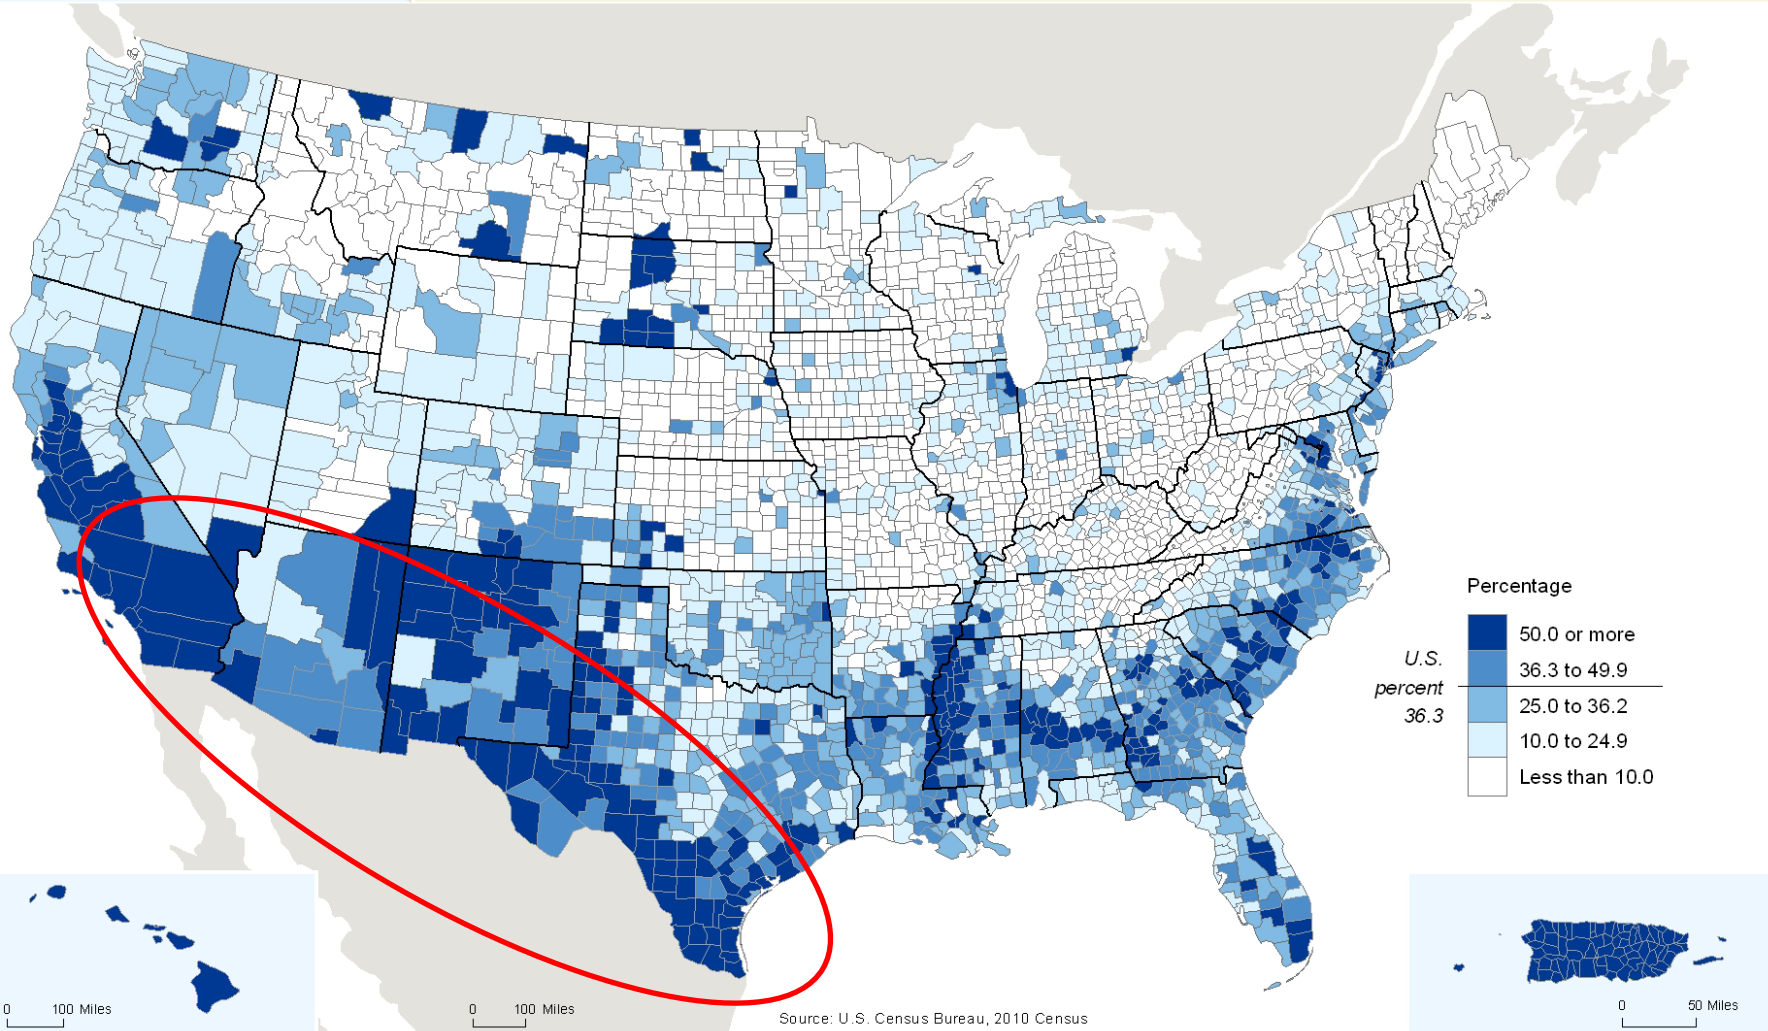 Percentage
50.0 or more
36.3 to 49.9
25.0 to 36.2
10.0 to 24.9
Less than 10.0
U.S.
percent
36.3
0 100 Miles
0 100 Miles
Source: U.S. Census Bureau, 2010 Census
0 50 Miles